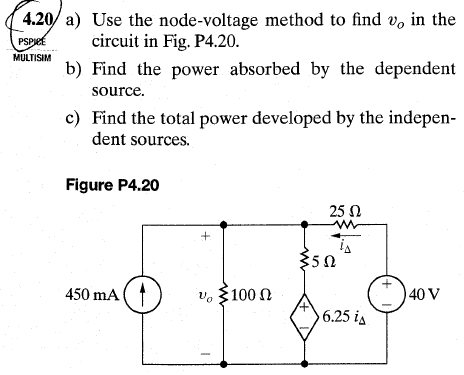 4.20 a) Use the node-voltage method to find vₒ in the
PSPICE circuit in Fig. P4.20.
MULTISIM
b) Find the power absorbed by the dependent
source.
c) Find the total power developed by the indepen-
dent sources.
Figure P4.20
25 Ω
+
i_Δ
5 Ω
450 mA
vₒ
100 Ω
+
40 V
+
6.25 i_Δ
−
−
−